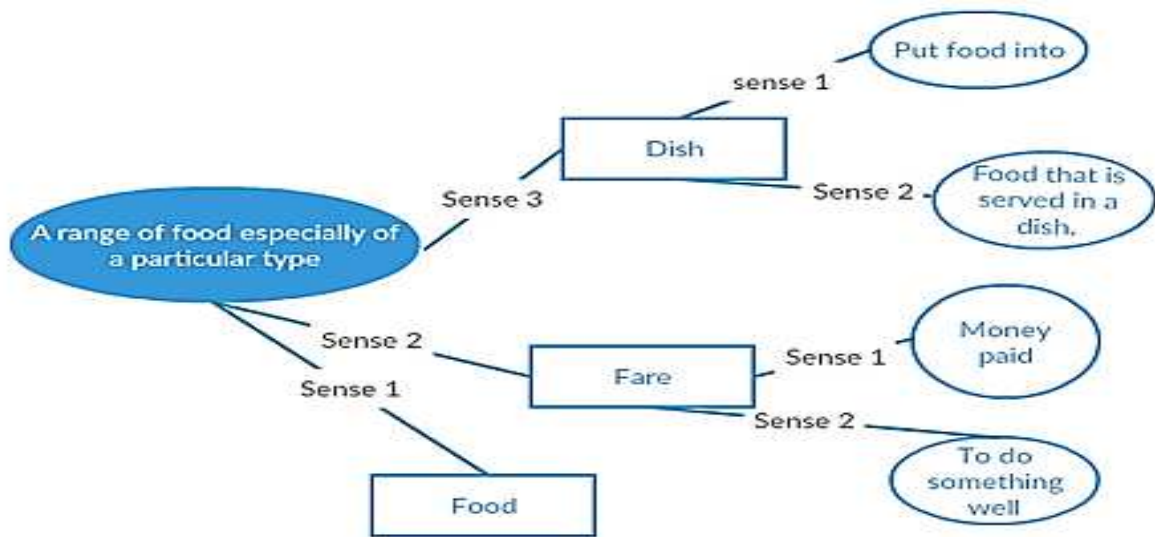 Put food into
sense 1
Dish
Sense 3
Sense 2
Food that is
served in a
dish.
A range of food especially of
a particular type
Sense 2
Sense 1
Fare
Sense 1
Money
paid
Sense 2
To do
something
well
Food